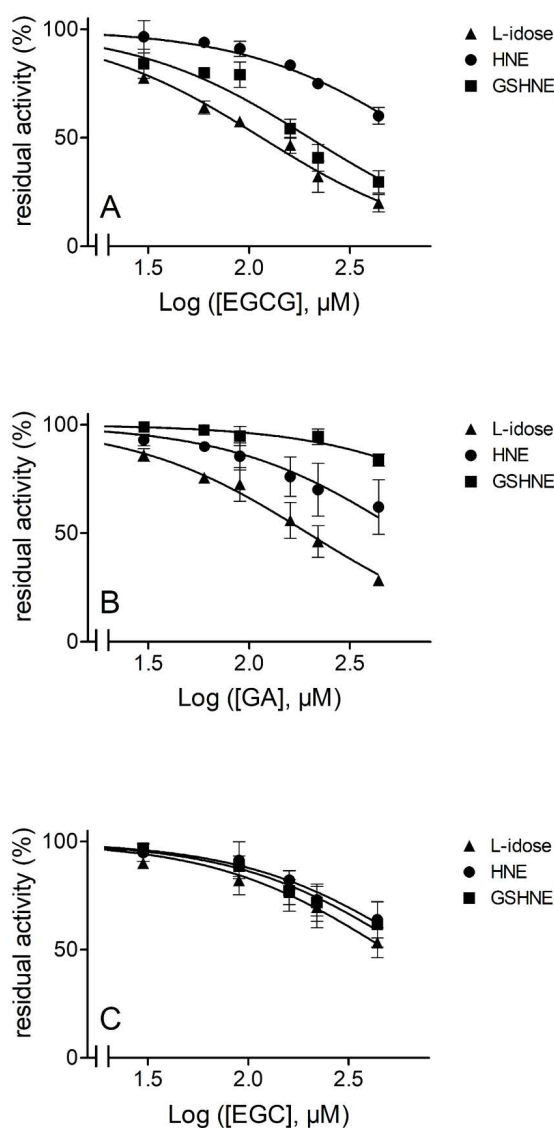 100
50
0
residual activity (%)
A
1.5
2.0
2.5
Log ([EGCG], µM)
L-idose
HNE
GSHNE
100
50
0
residual activity (%)
B
1.5
2.0
2.5
Log ([GA], µM)
L-idose
HNE
GSHNE
100
50
0
residual activity (%)
C
1.5
2.0
2.5
Log ([EGC], µM)
L-idose
HNE
GSHNE